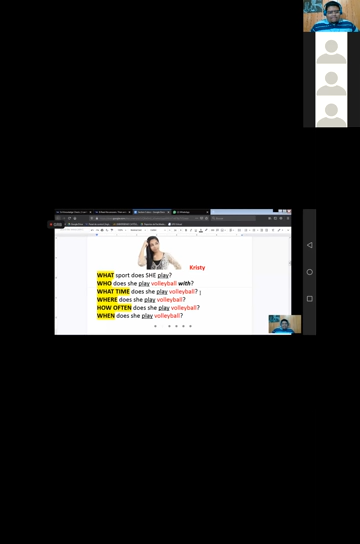 Kristy
WHAT sport does SHE play?
WHO does she play volleyball with?
WHAT TIME does she play volleyball?
WHERE does she play volleyball?
HOW OFTEN does she play volleyball?
WHEN does she play volleyball?